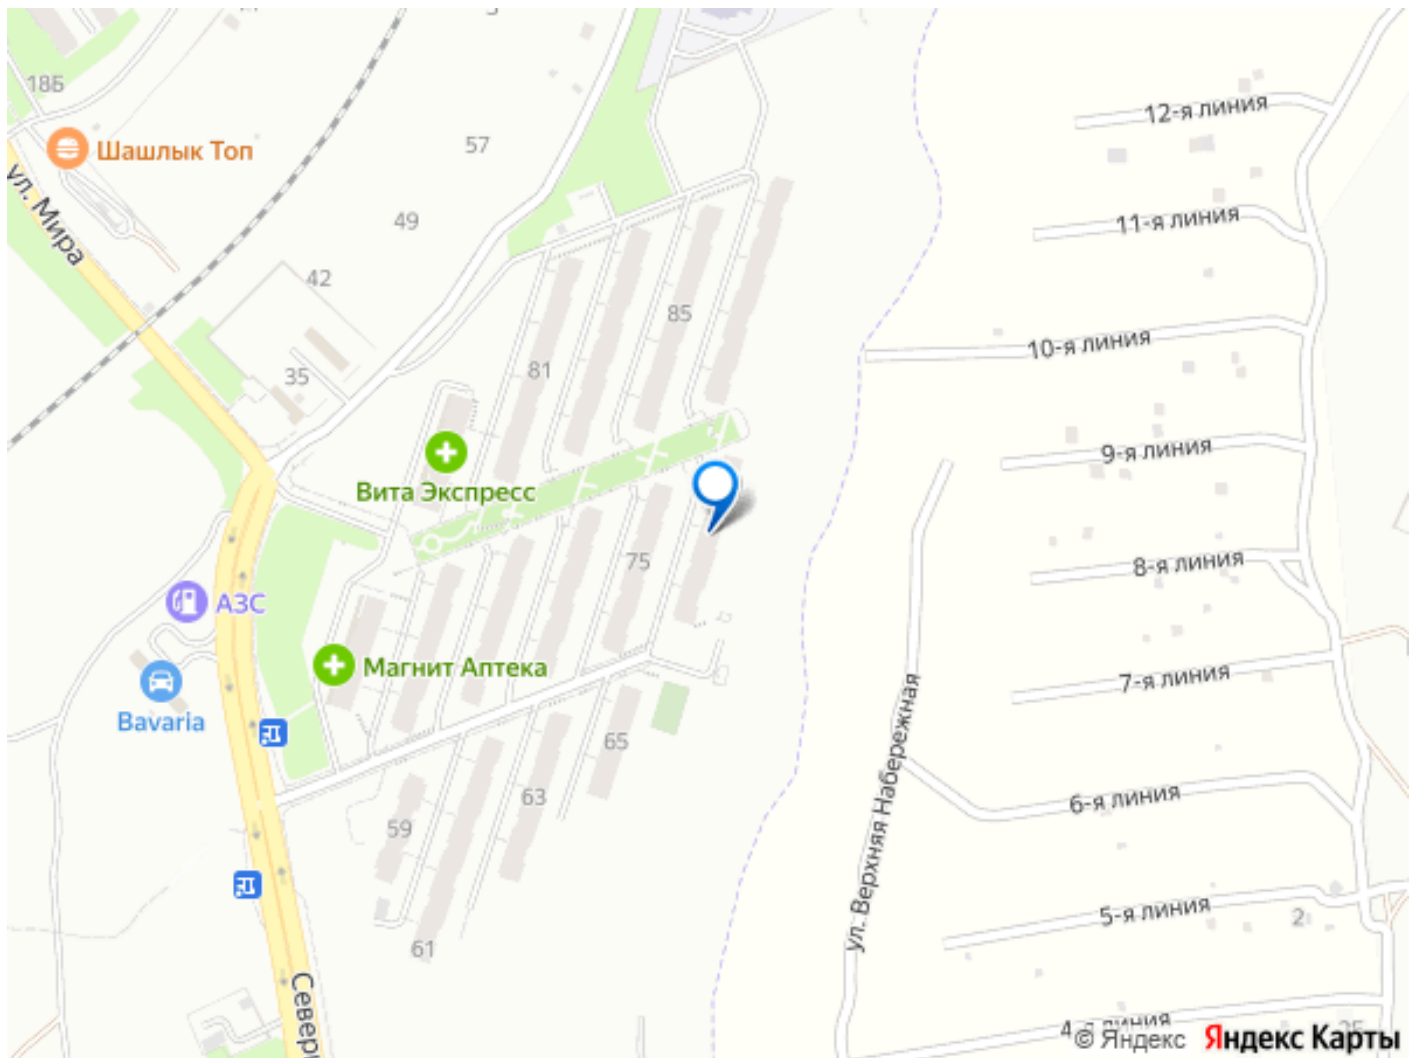 18Б
Шашлык Топ
ул. Мира
57
49
42
35
12-я линия
11-я линия
10-я линия
9-я линия
8-я линия
7-я линия
6-я линия
5-я линия
2
85
81
Вита Экспресс
75
АЗС
Магнит Аптека
Bavaria
65
63
59
61
ул. Верхняя Набережная
© Яндекс Яндекс Карты